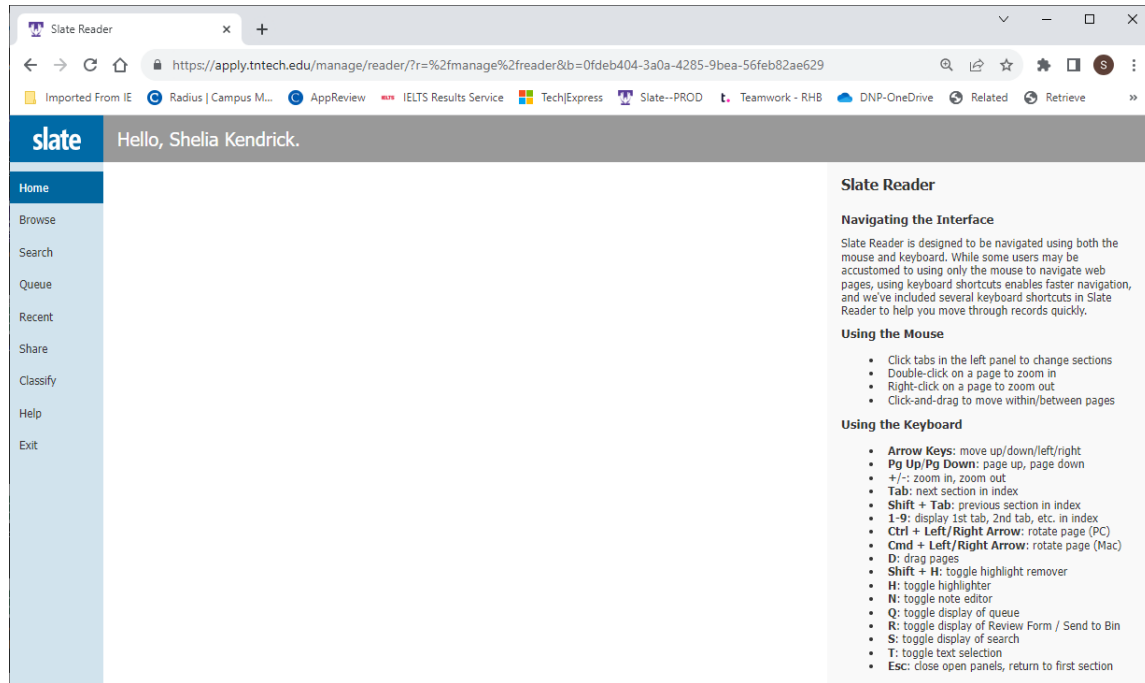 Slate Reader
https://apply.tntech.edu/manage/reader/?r=%2fmanage%2freader&b=0fdeb404-3a0a-4285-9bea-56feb82ae629
S
Imported From IE
Radius | Campus M...
AppReview
IELTS Results Service
Tech|Express
Slate--PROD
Teamwork - RHB
DNP-OneDrive
Related
Retrieve
»
slate
Hello, Shelia Kendrick.
Home
Browse
Search
Queue
Recent
Share
Classify
Help
Exit
Slate Reader
Navigating the Interface
Slate Reader is designed to be navigated using both the
mouse and keyboard. While some users may be
accustomed to using only the mouse to navigate web
pages, using keyboard shortcuts enables faster navigation,
and we've included several keyboard shortcuts in Slate
Reader to help you move through records quickly.
Using the Mouse
• Click tabs in the left panel to change sections
• Double-click on a page to zoom in
• Right-click on a page to zoom out
• Click-and-drag to move within/between pages
Using the Keyboard
• Arrow Keys: move up/down/left/right
• Pg Up/Pg Down: page up, page down
• +/-: zoom in, zoom out
• Tab: next section in index
• Shift + Tab: previous section in index
• 1-9: display 1st tab, 2nd tab, etc. in index
• Ctrl + Left/Right Arrow: rotate page (PC)
• Cmd + Left/Right Arrow: rotate page (Mac)
• D: drag pages
• Shift + H: toggle highlight remover
• H: toggle highlighter
• N: toggle note editor
• Q: toggle display of queue
• R: toggle display of Review Form / Send to Bin
• S: toggle display of search
• T: toggle text selection
• Esc: close open panels, return to first section